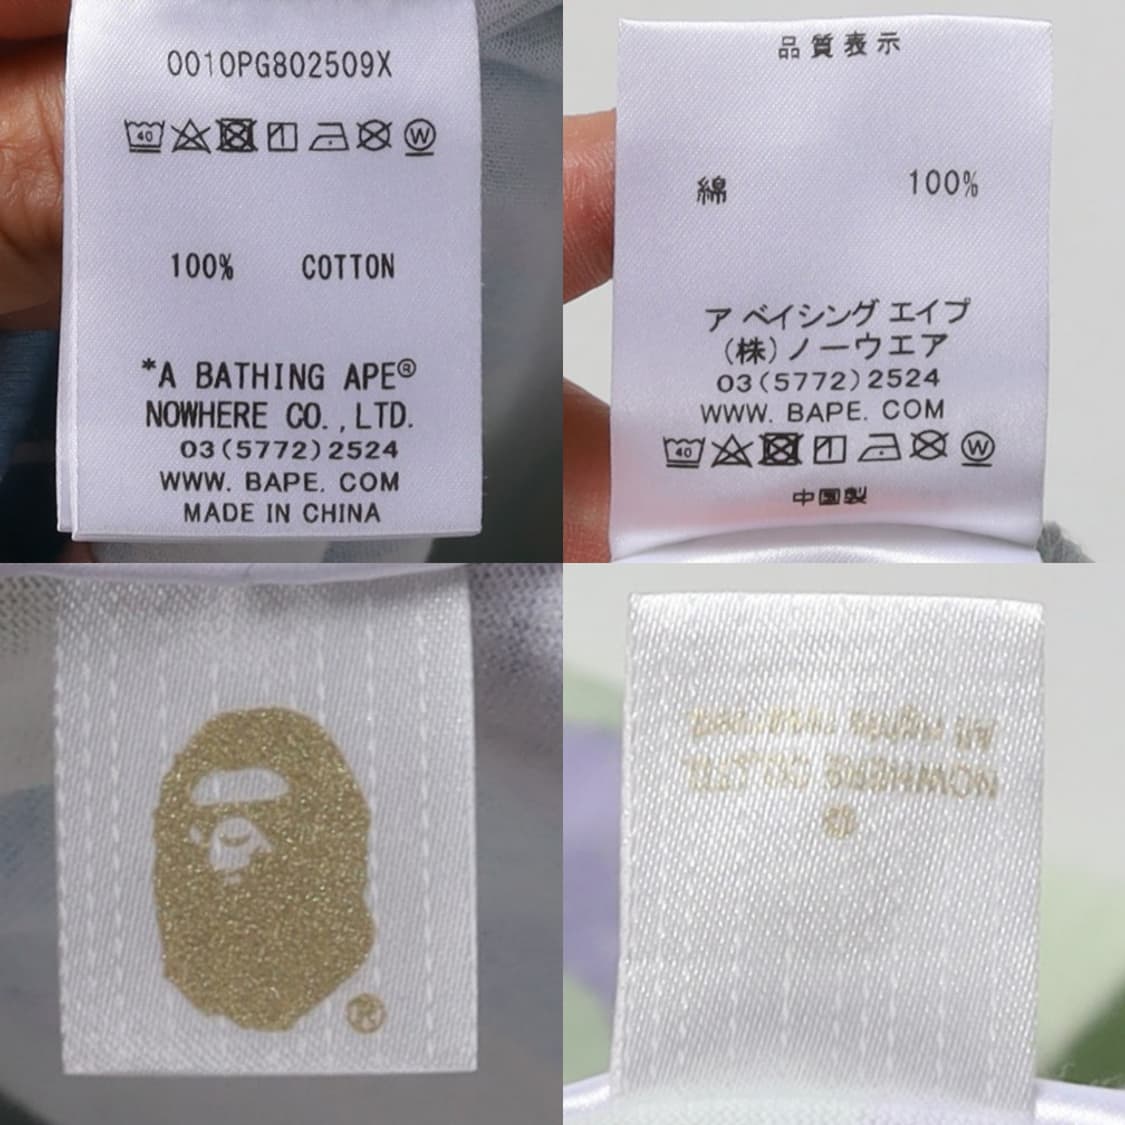 0010PG802509X
40 W
100% COTTON
*A BATHING APE®
NOWHERE CO.,LTD.
03(5772)2524
WWW. BAPE. COM
MADE IN CHINA
品質表示
綿 100%
ア ベイシング エイプ
(株)ノーウエア
03(5772)2524
WWW. BAPE. COM
40 W
中国製
®